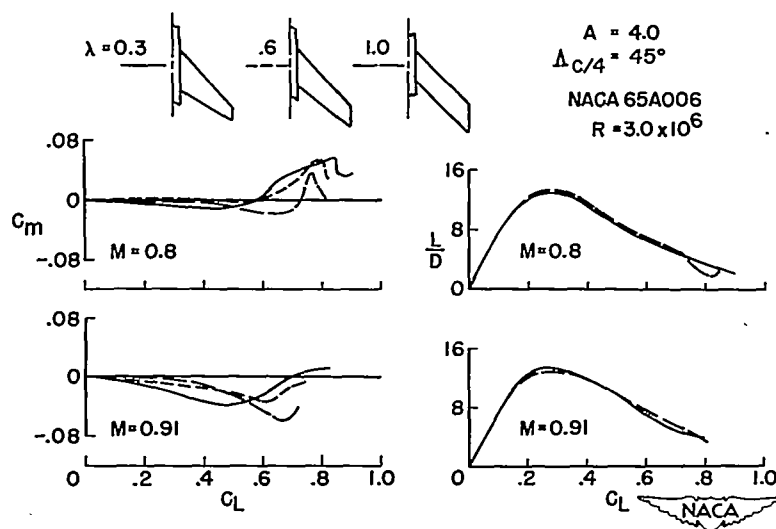 λ = 0.3
.6
1.0
A = 4.0
Λ C/4 = 45°
NACA 65A006
R = 3.0 x 10^6
.08
0
-.08
Cm
M = 0.8
16
8
0
L/D
M = 0.8
.08
0
-.08
M = 0.91
0 .2 .4 .6 .8 1.0
CL
16
8
0
M = 0.91
.2 .4 .6 .8 1.0
CL
NACA